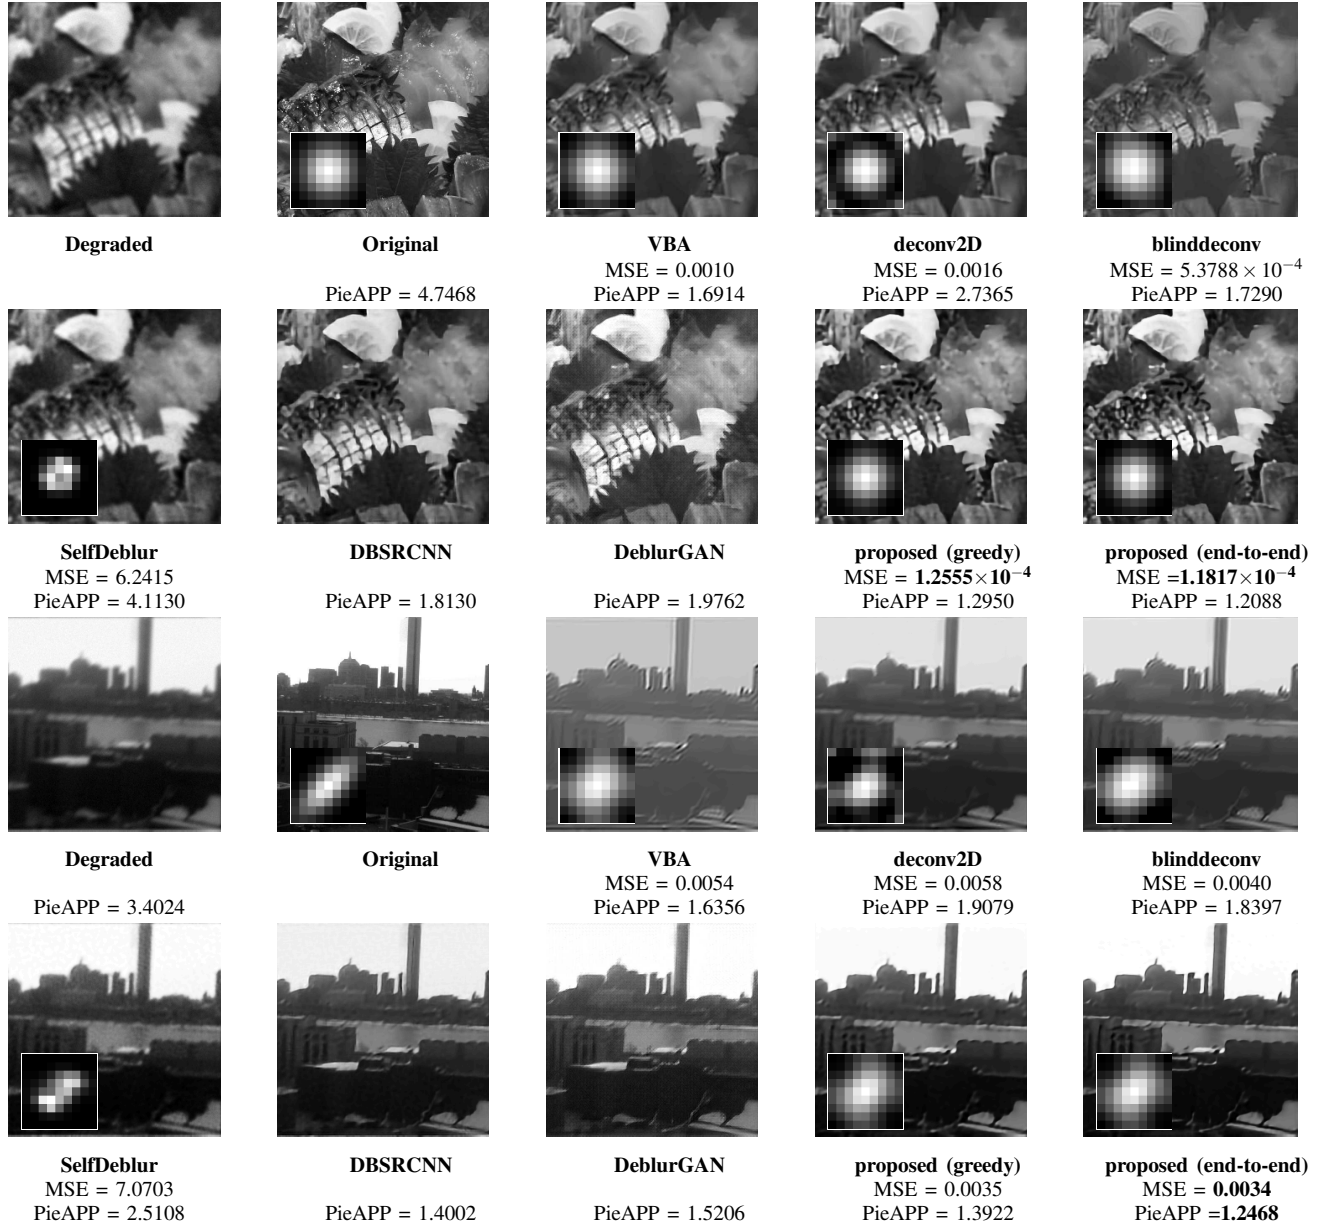 Degraded Original VBA deconv2D blinddeconv
MSE = 0.0010 MSE = 0.0016 MSE = 5.3788 × 10⁻⁴
PieAPP = 4.7468 PieAPP = 1.6914 PieAPP = 2.7365 PieAPP = 1.7290
SelfDeblur DBSRCNN DeblurGAN proposed (greedy) proposed (end-to-end)
MSE = 6.2415 MSE = 1.2555×10⁻⁴ MSE =1.1817×10⁻⁴
PieAPP = 4.1130 PieAPP = 1.8130 PieAPP = 1.9762 PieAPP = 1.2950 PieAPP = 1.2088
Degraded Original VBA deconv2D blinddeconv
MSE = 0.0054 MSE = 0.0058 MSE = 0.0040
PieAPP = 3.4024 PieAPP = 1.6356 PieAPP = 1.9079 PieAPP = 1.8397
SelfDeblur DBSRCNN DeblurGAN proposed (greedy) proposed (end-to-end)
MSE = 7.0703 MSE = 0.0035 MSE = 0.0034
PieAPP = 2.5108 PieAPP = 1.4002 PieAPP = 1.5206 PieAPP = 1.3922 PieAPP =1.2468